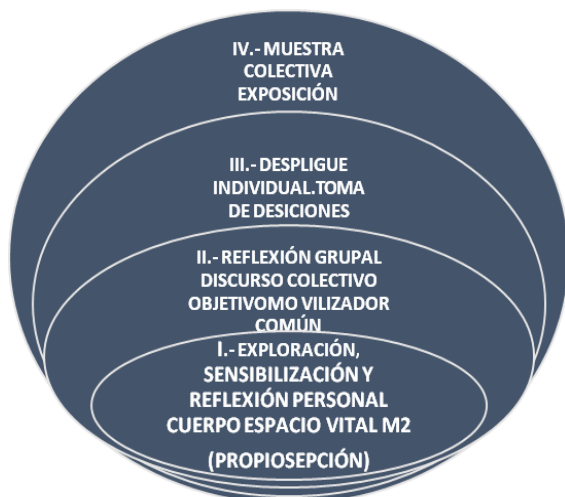 IV.- MUESTRA
COLECTIVA
EXPOSICIÓN
III.- DESPLIGUE
INDIVIDUAL.TOMA
DE DESICIONES
II.- REFLEXIÓN GRUPAL
DISCURSO COLECTIVO
OBJETIVOMO VILIZADOR
COMÚN
I.- EXPLORACIÓN,
SENSIBILIZACIÓN Y
REFLEXIÓN PERSONAL
CUERPO ESPACIO VITAL M2
(PROPIOSEPCIÓN)